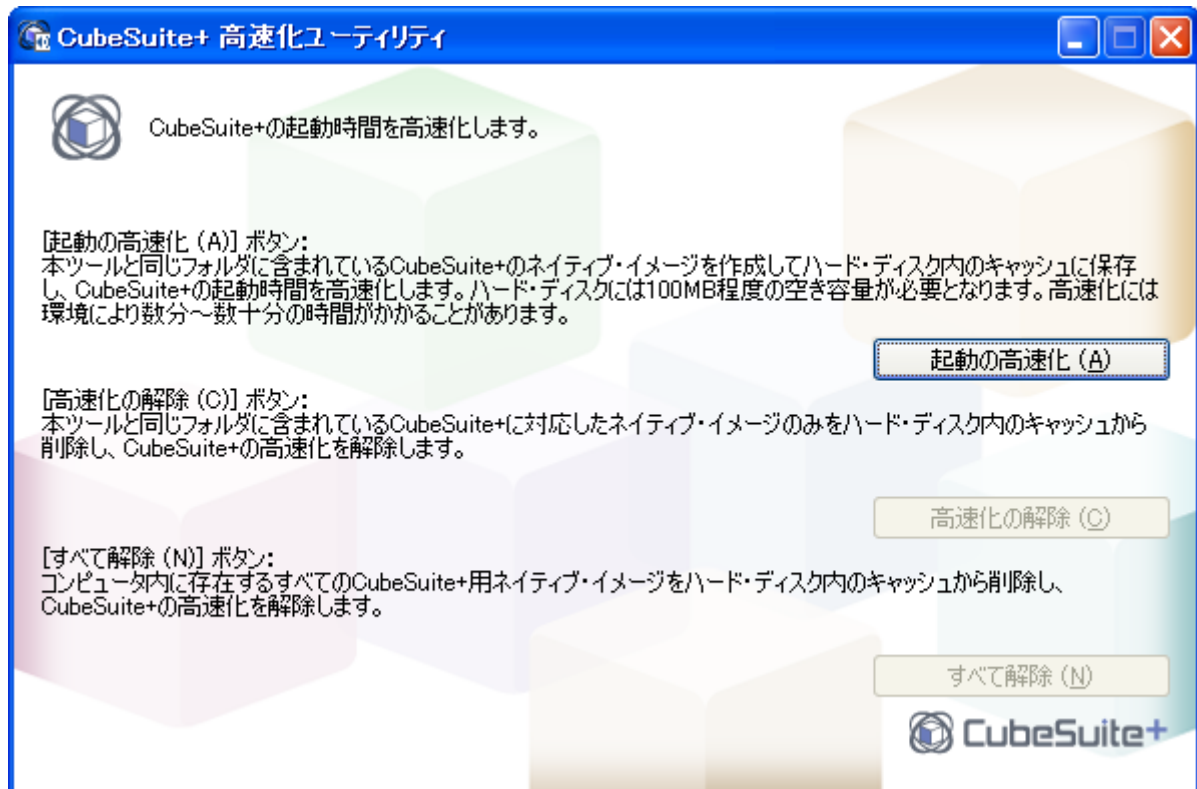 CubeSuite+ 高速化ユーティリティ
CubeSuite+の起動時間を高速化します。
[起動の高速化 (A)] ボタン:
本ツールと同じフォルダに含まれているCubeSuite+のネイティブ・イメージを作成してハード・ディスク内のキャッシュに保存
し、CubeSuite+の起動時間を高速化します。ハード・ディスクには100MB程度の空き容量が必要となります。高速化には
環境により数分～数十分の時間がかかることがあります。
起動の高速化 (A)
[高速化の解除 (C)] ボタン:
本ツールと同じフォルダに含まれているCubeSuite+に対応したネイティブ・イメージのみをハード・ディスク内のキャッシュから
削除し、CubeSuite+の高速化を解除します。
高速化の解除 (C)
[すべて解除 (N)] ボタン:
コンピュータ内に存在するすべてのCubeSuite+用ネイティブ・イメージをハード・ディスク内のキャッシュから削除し、
CubeSuite+の高速化を解除します。
すべて解除 (N)
CubeSuite+